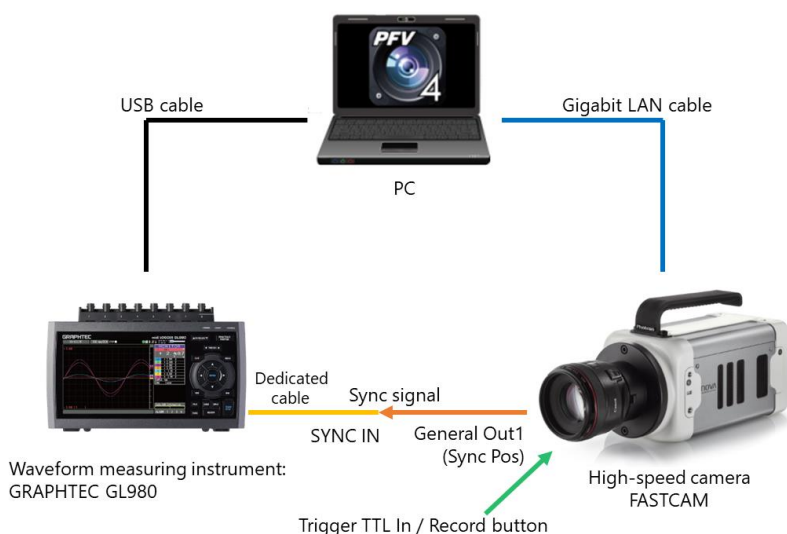 PFV
4
USB cable
Gigabit LAN cable
PC
GRAPHTEC
Dedicated
cable
Sync signal
SYNC IN
General Out1
(Sync Pos)
NOVA
Waveform measuring instrument:
GRAPHTEC GL980
High-speed camera
FASTCAM
Trigger TTL In / Record button